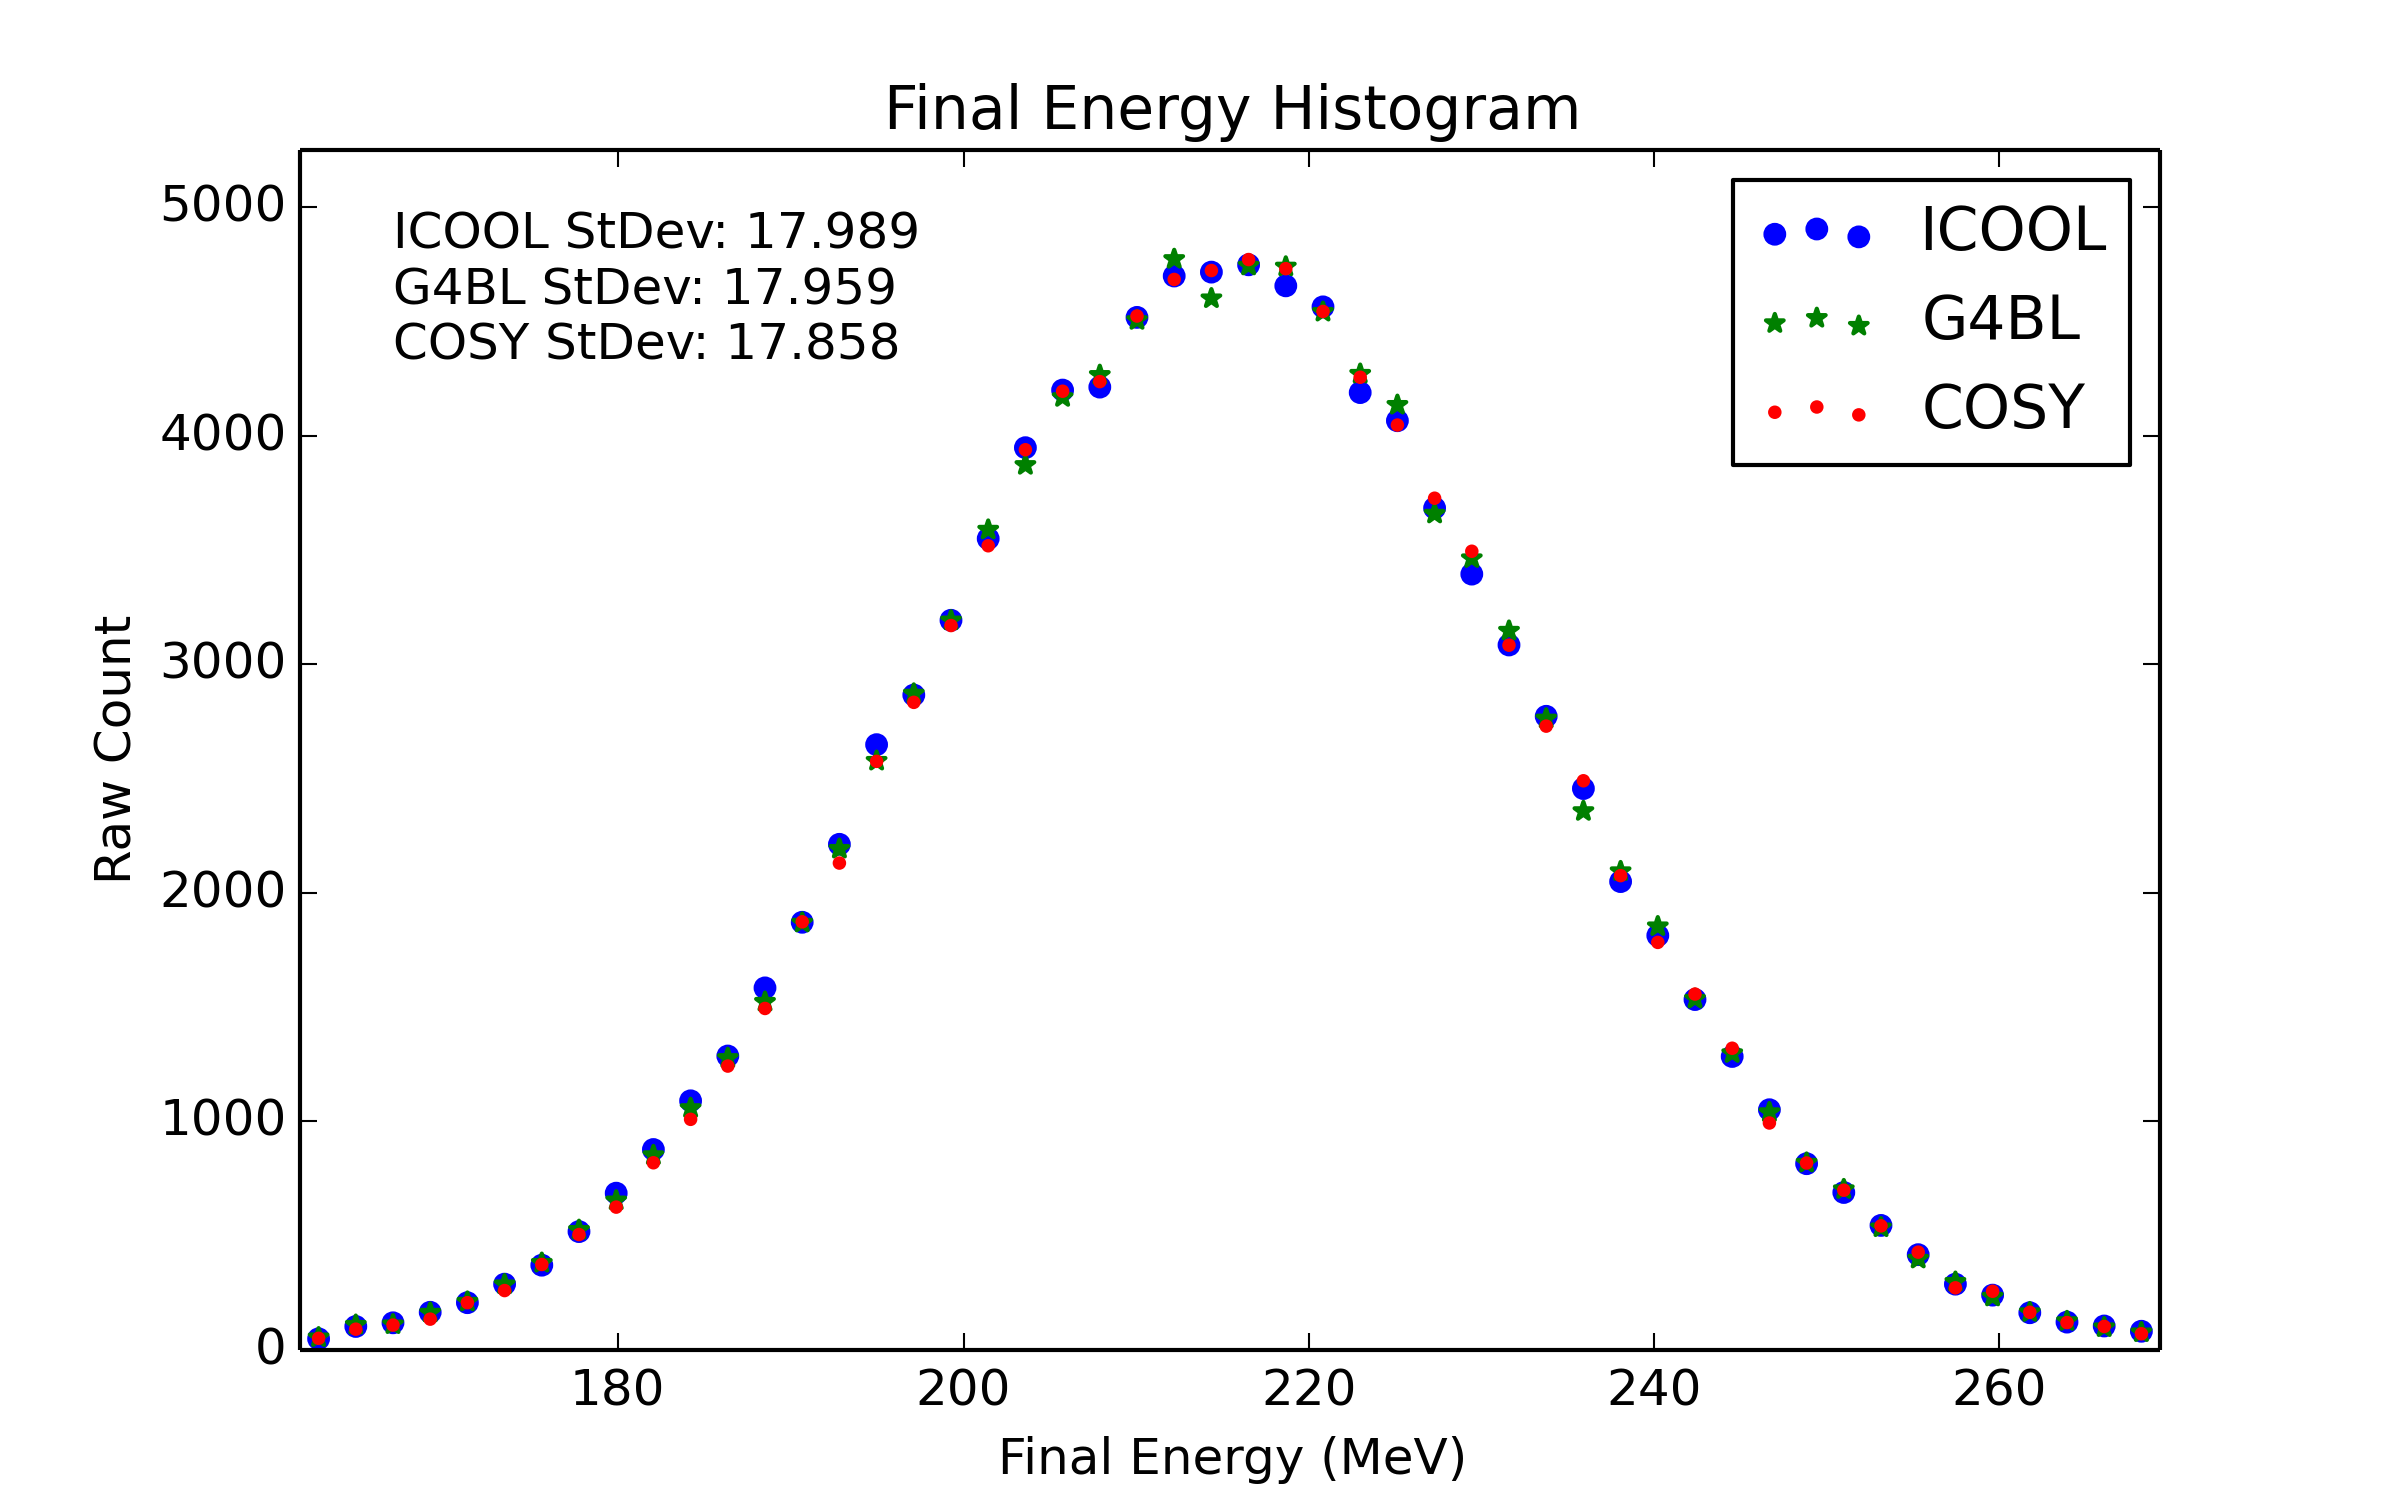 Final Energy Histogram
5000
4000
3000
2000
1000
0
Raw Count
ICOOL StDev: 17.989
G4BL StDev: 17.959
COSY StDev: 17.858
ICOOL
G4BL
COSY
180 200 220 240 260
Final Energy (MeV)